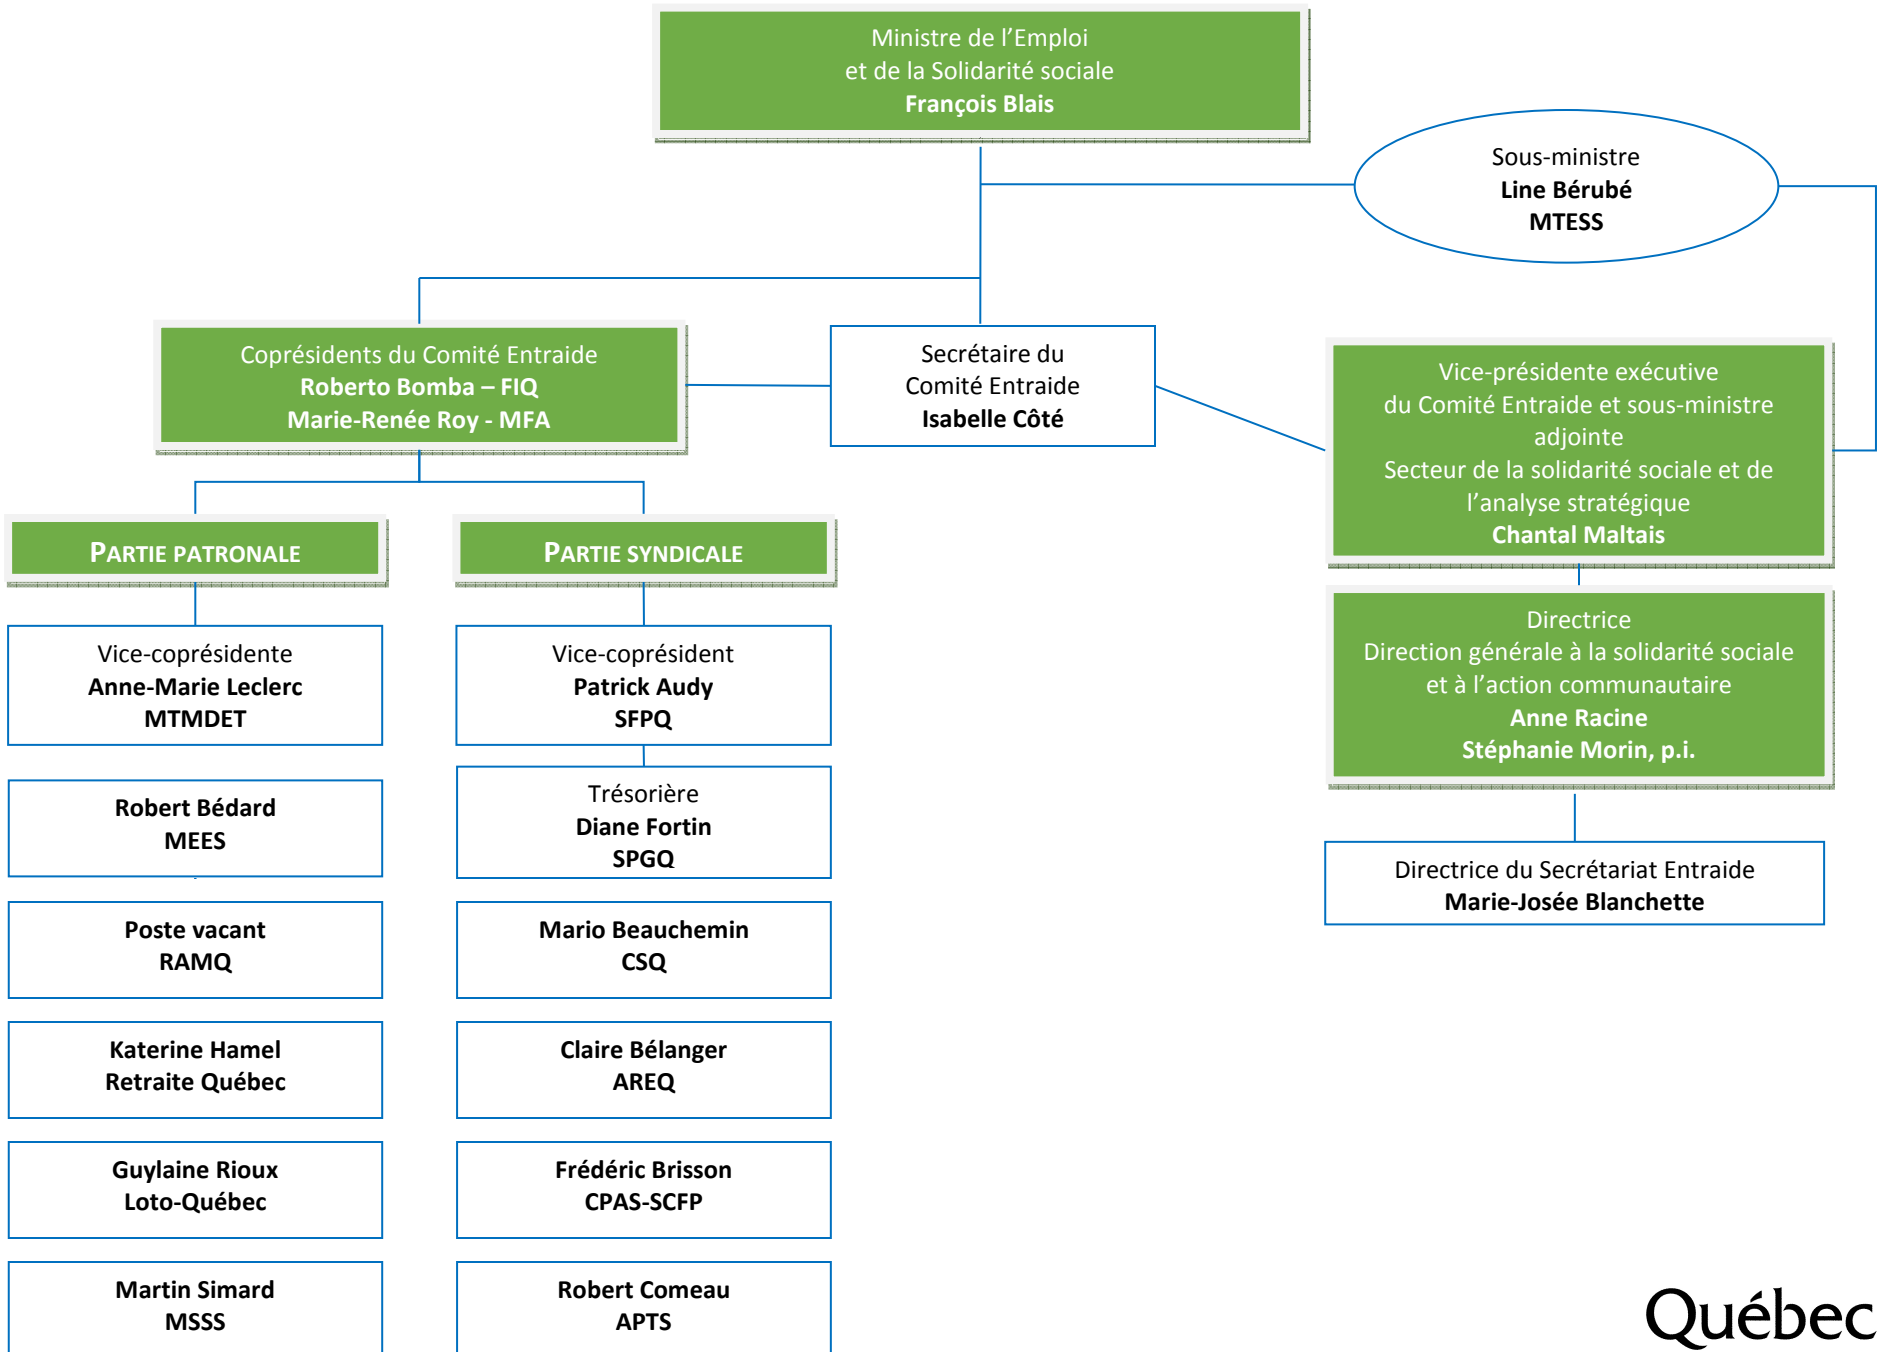 Ministre de l'Emploi
et de la Solidarité sociale
François Blais
Sous-ministre
Line Bérubé
MTESS
Coprésidents du Comité Entraide
Roberto Bomba – FIQ
Marie-Renée Roy - MFA
Secrétaire du
Comité Entraide
Isabelle Côté
Vice-présidente exécutive
du Comité Entraide et sous-ministre
adjointe
Secteur de la solidarité sociale et de
l'analyse stratégique
Chantal Maltais
PARTIE PATRONALE
PARTIE SYNDICALE
Directrice
Direction générale à la solidarité sociale
et à l'action communautaire
Anne Racine
Stéphanie Morin, p.i.
Directrice du Secrétariat Entraide
Marie-Josée Blanchette
Vice-coprésidente
Anne-Marie Leclerc
MTMDET
Robert Bédard
MEES
Poste vacant
RAMQ
Katerine Hamel
Retraite Québec
Guylaine Rioux
Loto-Québec
Martin Simard
MSSS
Vice-coprésident
Patrick Audy
SFPQ
Trésorière
Diane Fortin
SPGQ
Mario Beauchemin
CSQ
Claire Bélanger
AREQ
Frédéric Brisson
CPAS-SCFP
Robert Comeau
APTS
Québec